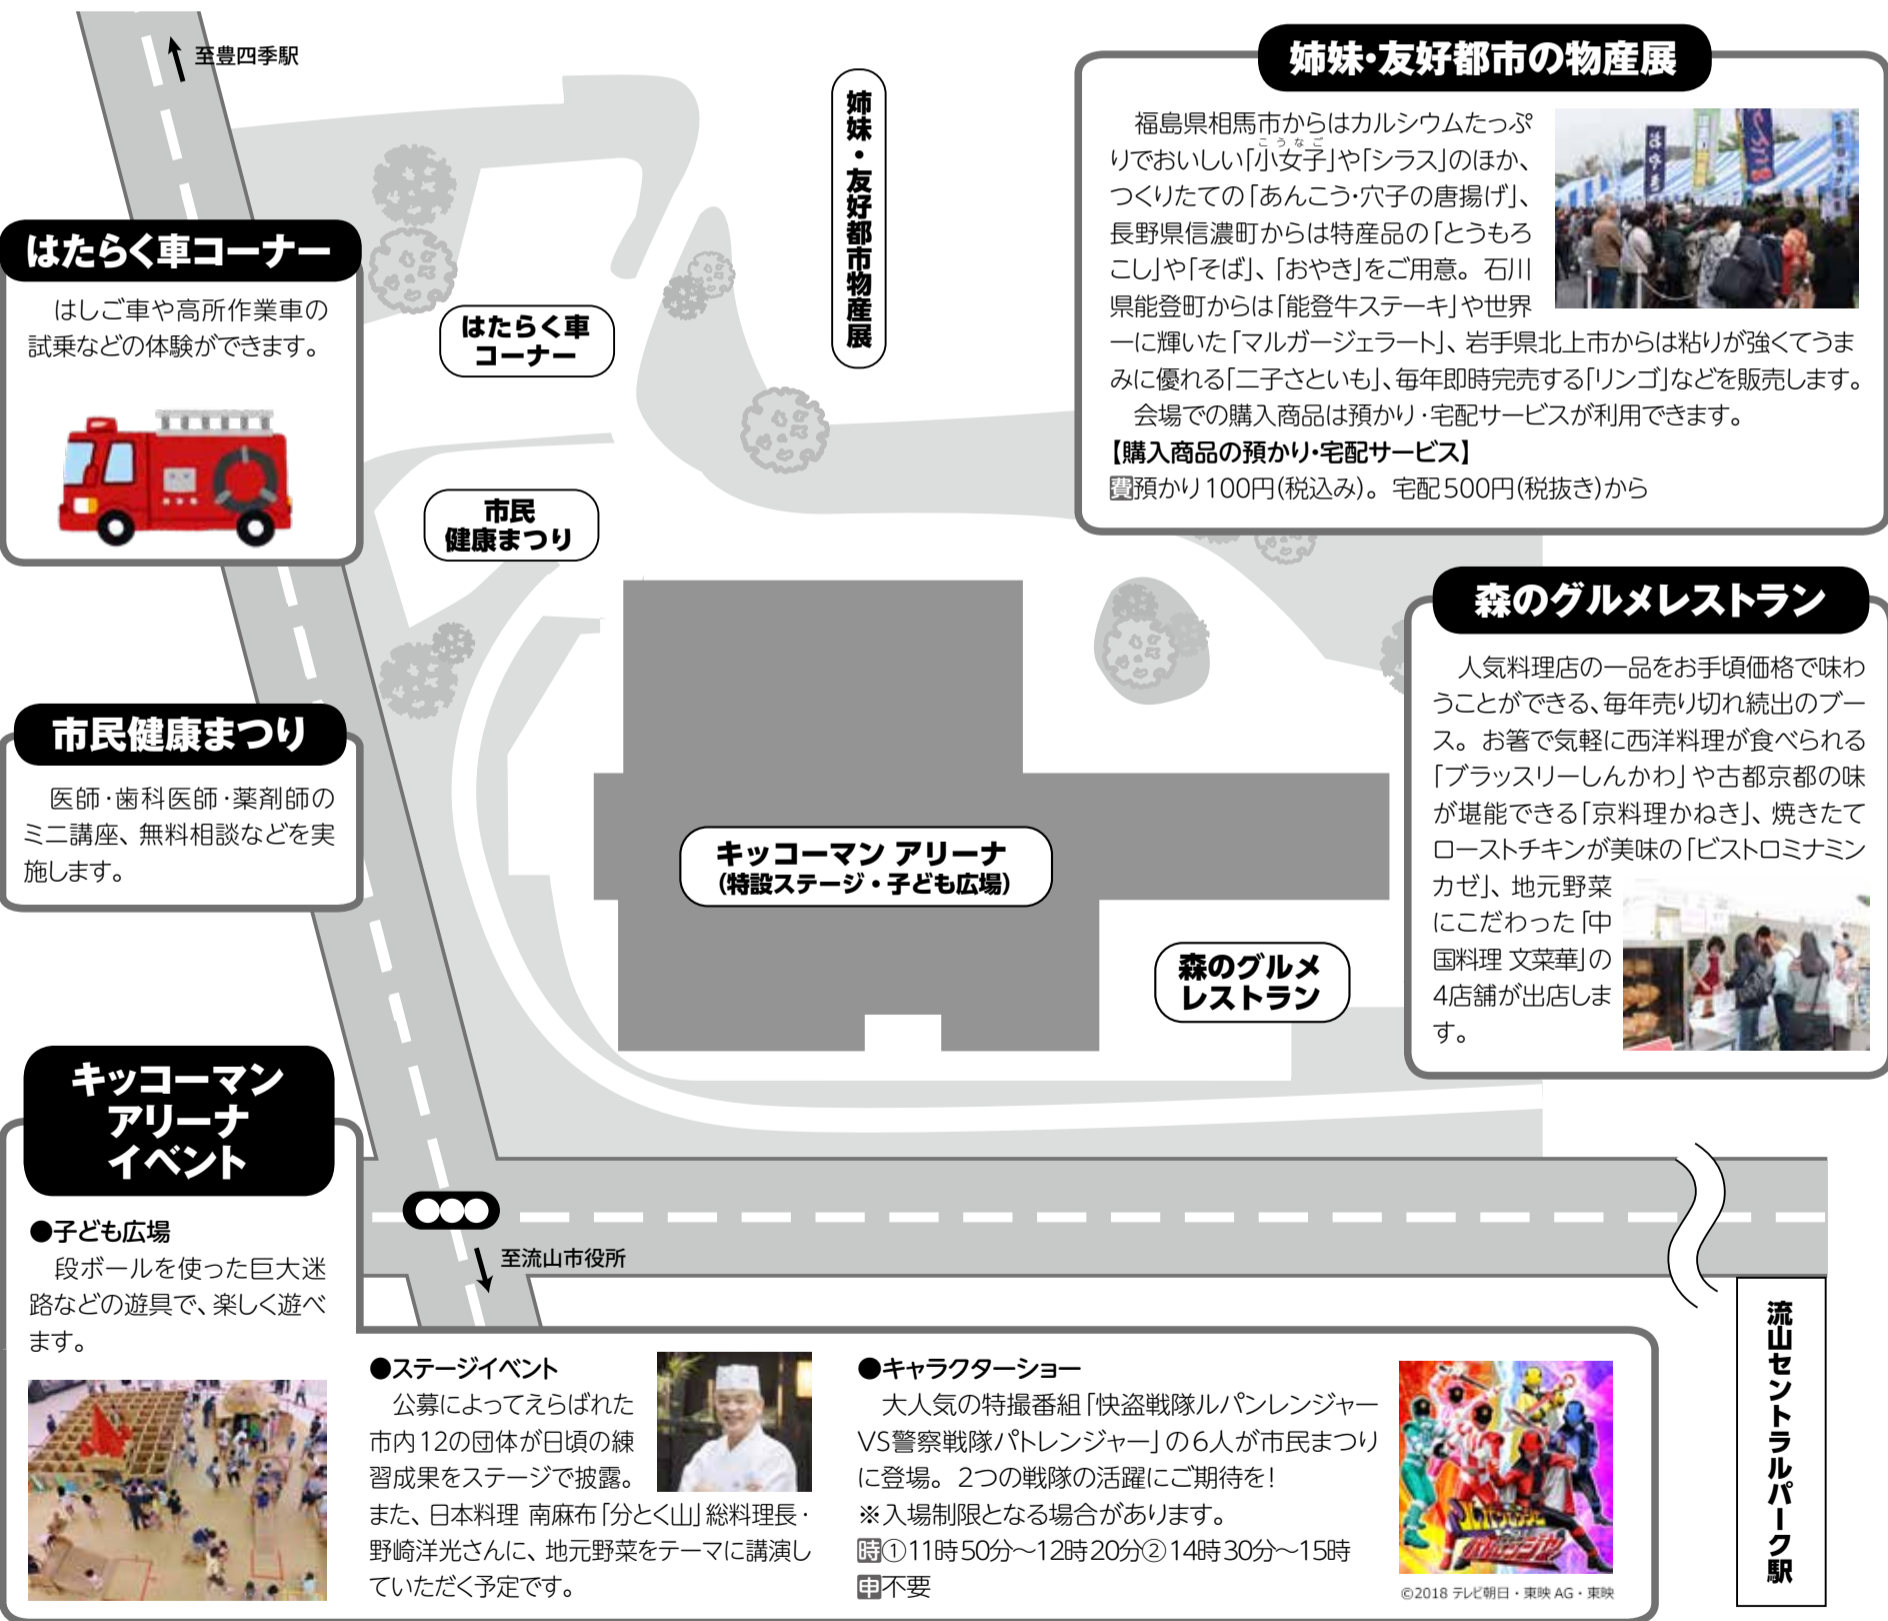 至豊四季駅
はたらく車コーナー
はしご車や高所作業車の
試乗などの体験ができます。
市民健康まつり
医師・歯科医師・薬剤師の
ミニ講座、無料相談などを実
施します。
はたらく車
コーナー
市民
健康まつり
姉妹・友好都市物産展
キッコーマン アリーナ
(特設ステージ・子ども広場)
森のグルメ
レストラン
姉妹・友好都市の物産展
福島県相馬市からはカルシウムたっぷ
りでおいしい「小女子」や「シラス」のほか、
こうなご
つくりたての「あんこう・穴子の唐揚げ」、
長野県信濃町からは特産品の「とうもろ
こし」や「そば」、「おやき」をご用意。石川
県能登町からは「能登牛ステーキ」や世界
一に輝いた「マルガージェラート」、岩手県北上市からは粘りが強くてうま
みに優れる「二子さといも」、毎年即時完売する「リンゴ」などを販売します。
会場での購入商品は預かり・宅配サービスが利用できます。
【購入商品の預かり・宅配サービス】
費預かり100円(税込み)。宅配500円(税抜き)から
おやき
森のグルメレストラン
人気料理店の一品をお手頃価格で味わ
うことができる、毎年売り切れ続出のブー
ス。お箸で気軽に西洋料理が食べられる
「ブラッスリーしんかわ」や古都京都の味
が堪能できる「京料理かねき」、焼きたて
ローストチキンが美味の「ビストロミナミン
カゼ」、地元野菜
にこだわった「中
国料理 文菜華」の
4店舗が出店しま
す。
キッコーマン
アリーナ
イベント
●子ども広場
段ボールを使った巨大迷
路などの遊具で、楽しく遊べ
ます。
至流山市役所
●ステージイベント
公募によってえらばれた
市内12の団体が日頃の練
習成果をステージで披露。
また、日本料理 南麻布「分とく山」総料理長・
野崎洋光さんに、地元野菜をテーマに講演し
ていただく予定です。
●キャラクターショー
大人気の特撮番組「快盗戦隊ルパンレンジャー
VS警察戦隊パトレンジャー」の6人が市民まつり
に登場。2つの戦隊の活躍にご期待を!
※入場制限となる場合があります。
時①11時50分〜12時20分②14時30分〜15時
申不要
ルパンレンジャー
パトレンジャー
©2018 テレビ朝日・東映AG・東映
流山セントラルパーク駅